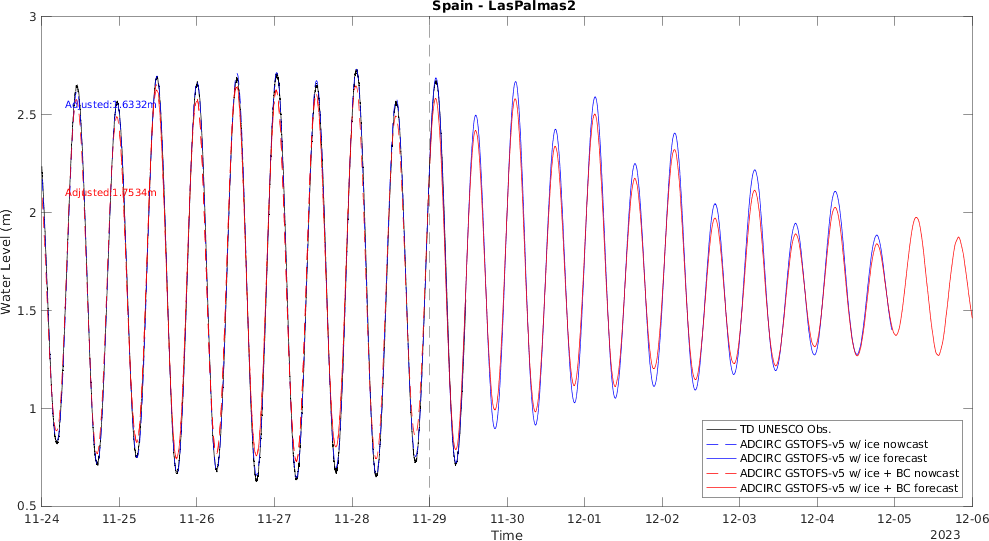 Spain - LasPalmas2
3
2.5
2
1.5
1
0.5
Water Level (m)
Adjusted:1.6332m
Adjusted:1.7534m
TD UNESCO Obs.
ADCIRC GSTOFS-v5 w/ ice nowcast
ADCIRC GSTOFS-v5 w/ ice forecast
ADCIRC GSTOFS-v5 w/ ice + BC nowcast
ADCIRC GSTOFS-v5 w/ ice + BC forecast
11-24 11-25 11-26 11-27 11-28 11-29 11-30 12-01 12-02 12-03 12-04 12-05 12-06
Time
2023